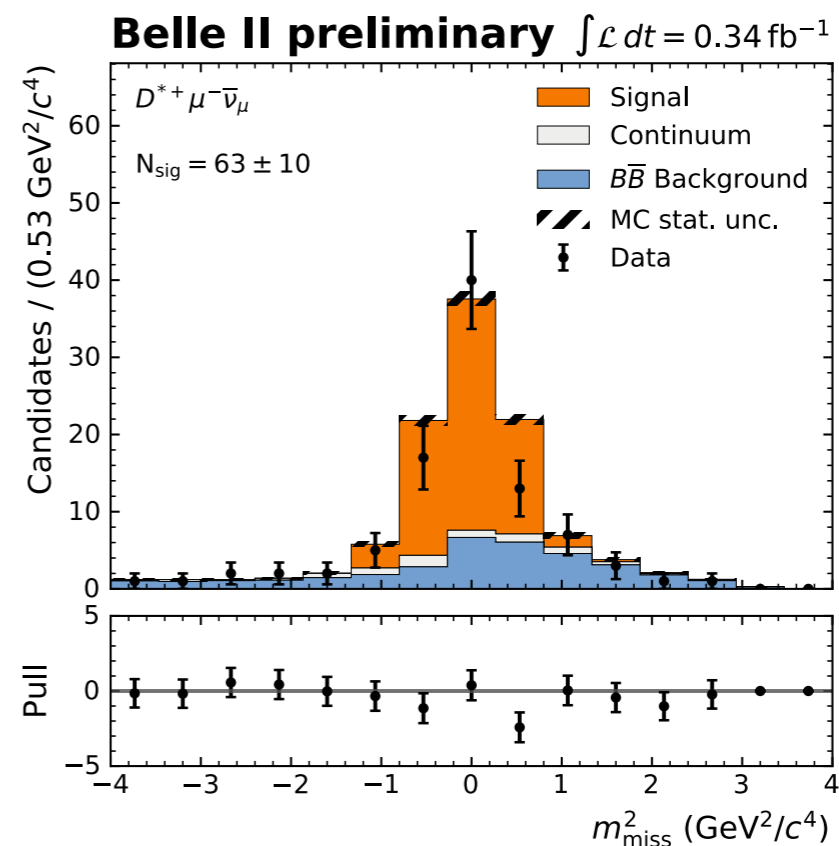 Belle II preliminary ∫ℒ dt = 0.34 fb⁻¹
D*⁺μ⁻ν̅_μ
N_sig = 63 ± 10
Signal
Continuum
BB̅ Background
MC stat. unc.
Data
Candidates / (0.53 GeV²/c⁴)
60
50
40
30
20
10
0
Pull
5
0
−5
−4 −3 −2 −1 0 1 2 3 4
m²_miss (GeV²/c⁴)